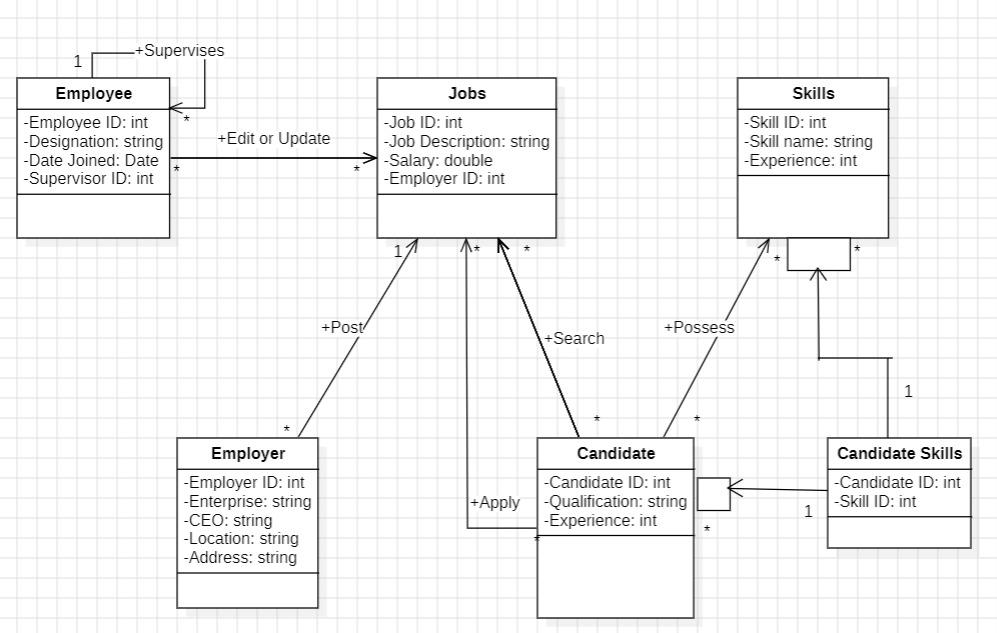 +Supervises
1
*
Employee
-Employee ID: int
-Designation: string
-Date Joined: Date
-Supervisor ID: int
+Edit or Update
*
*
Jobs
-Job ID: int
-Job Description: string
-Salary: double
-Employer ID: int
Skills
-Skill ID: int
-Skill name: string
-Experience: int
1
*
*
*
*
+Post
+Search
+Possess
1
*
*
*
Employer
-Employer ID: int
-Enterprise: string
-CEO: string
-Location: string
-Address: string
+Apply
*
Candidate
-Candidate ID: int
-Qualification: string
-Experience: int
*
1
Candidate Skills
-Candidate ID: int
-Skill ID: int